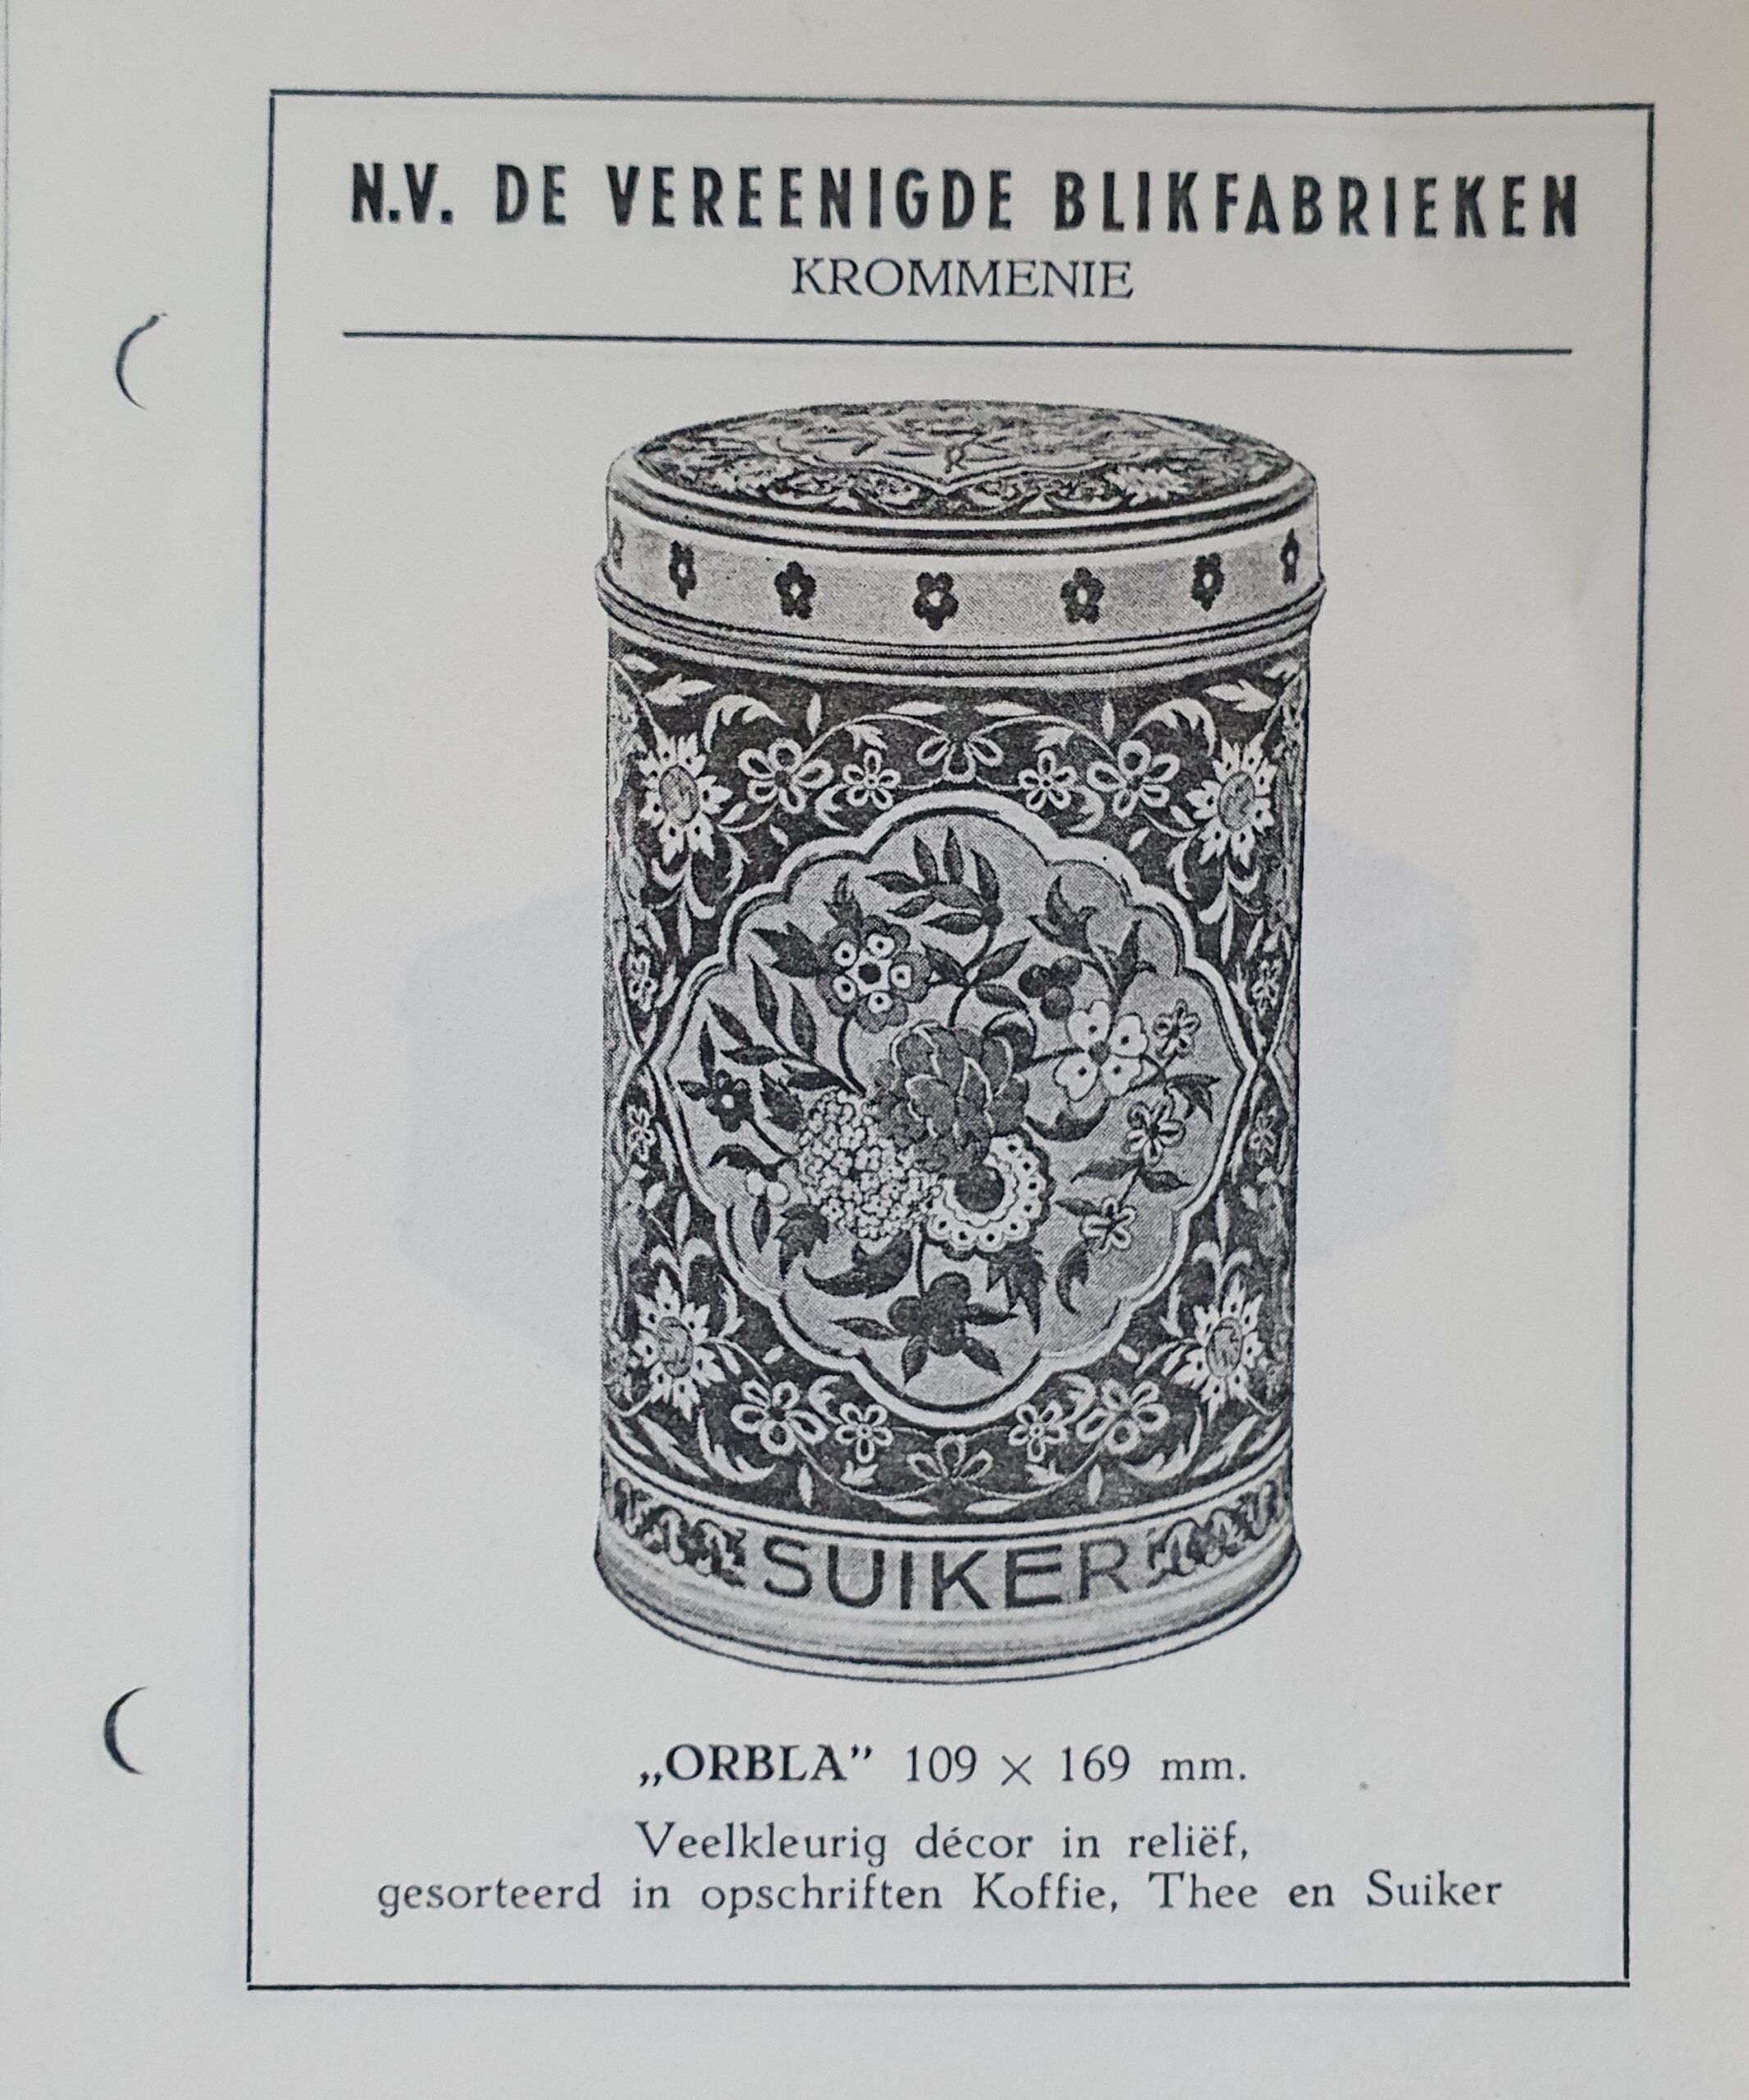 N.V. DE VEREENIGDE BLIKFABRIEKEN
KROMMENIE
SUIKER
„ORBLA” 109 × 169 mm.
Veelkleurig décor in reliëf,
gesorteerd in opschriften Koffie, Thee en Suiker